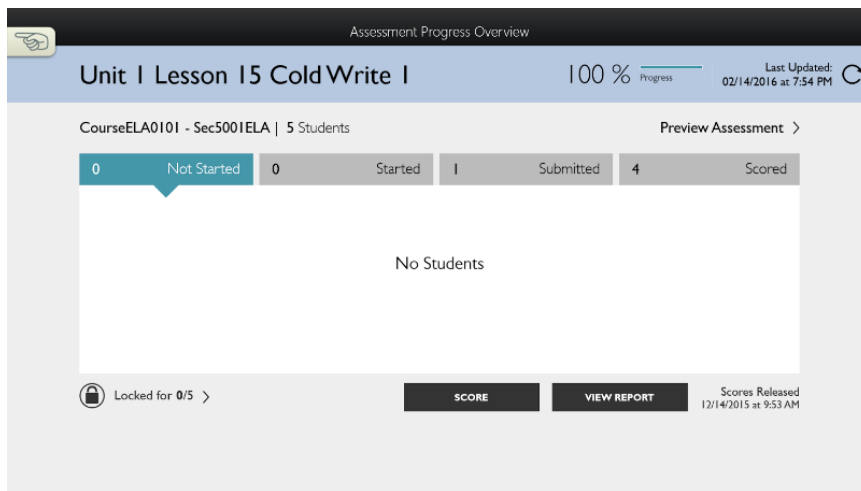 Assessment Progress Overview
Unit 1 Lesson 15 Cold Write 1
100 % Progress
Last Updated:
02/14/2016 at 7:54 PM
CourseELA0101 - Sec5001ELA | 5 Students
Preview Assessment >
0 Not Started
0 Started
1 Submitted
4 Scored
No Students
Locked for 0/5 >
SCORE
VIEW REPORT
Scores Released
12/14/2015 at 9:53 AM